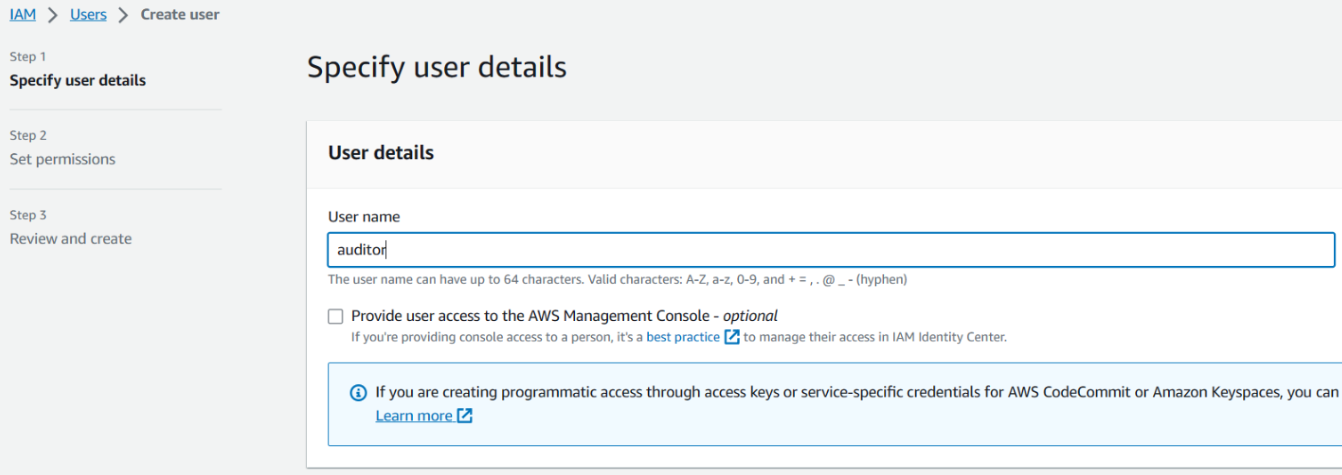 IAM > Users > Create user
Step 1
Specify user details
Step 2
Set permissions
Step 3
Review and create
Specify user details
User details
User name
auditor
The user name can have up to 64 characters. Valid characters: A-Z, a-z, 0-9, and + = , . @ _ - (hyphen)
Provide user access to the AWS Management Console - optional
If you're providing console access to a person, it's a best practice to manage their access in IAM Identity Center.
If you are creating programmatic access through access keys or service-specific credentials for AWS CodeCommit or Amazon Keyspaces, you can
Learn more